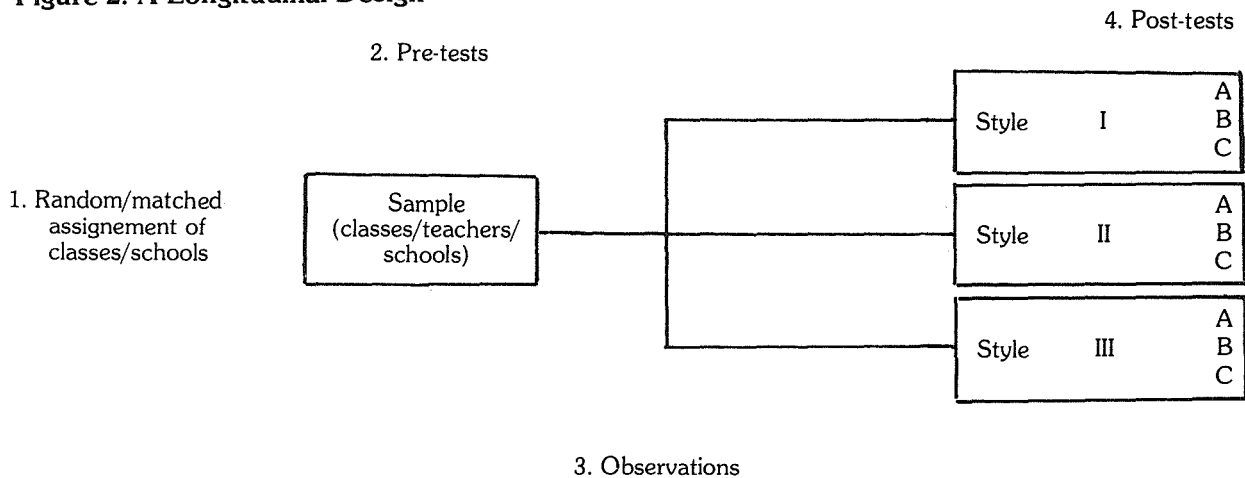 Figure 2. A Longitudinal Design
4. Post-tests
2. Pre-tests
1. Random/matched
assignement of
classes/schools
Sample
(classes/teachers/
schools)
Style I
A
B
C
Style II
A
B
C
Style III
A
B
C
3. Observations